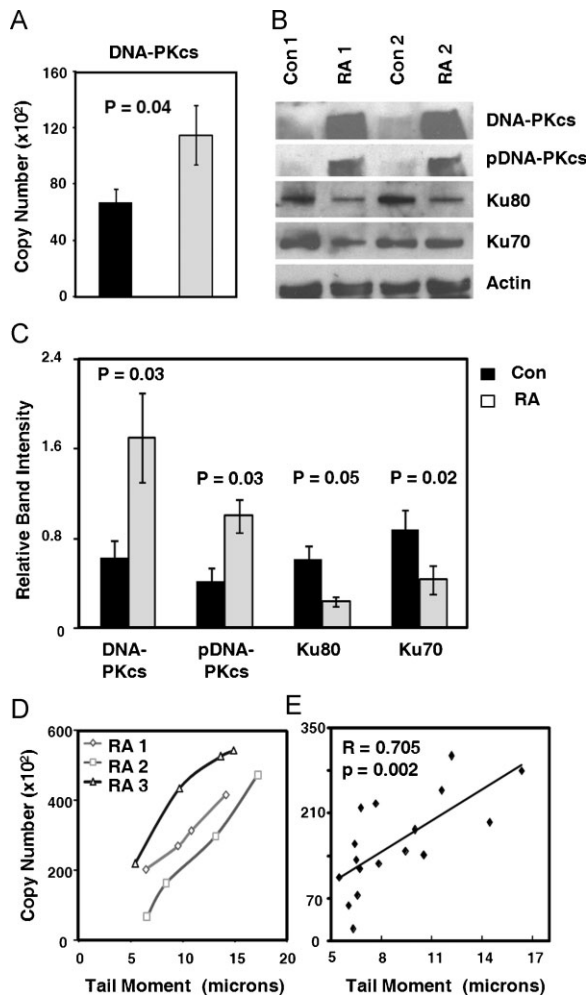 A
DNA-PKcs
160
120
80
40
0
Copy Number (x10²)
P = 0.04
B
Con 1
RA 1
Con 2
RA 2
DNA-PKcs
pDNA-PKcs
Ku80
Ku70
Actin
C
2.4
1.6
0.8
0
Relative Band Intensity
P = 0.03
P = 0.03
P = 0.05
P = 0.02
Con
RA
DNA-
PKcs
pDNA-
PKcs
Ku80
Ku70
D
600
400
200
0
Copy Number (x10²)
RA 1
RA 2
RA 3
0 5 10 15 20
Tail Moment (microns)
E
350
210
70
0
R = 0.705
p = 0.002
5 8 11 14 17
Tail Moment (microns)